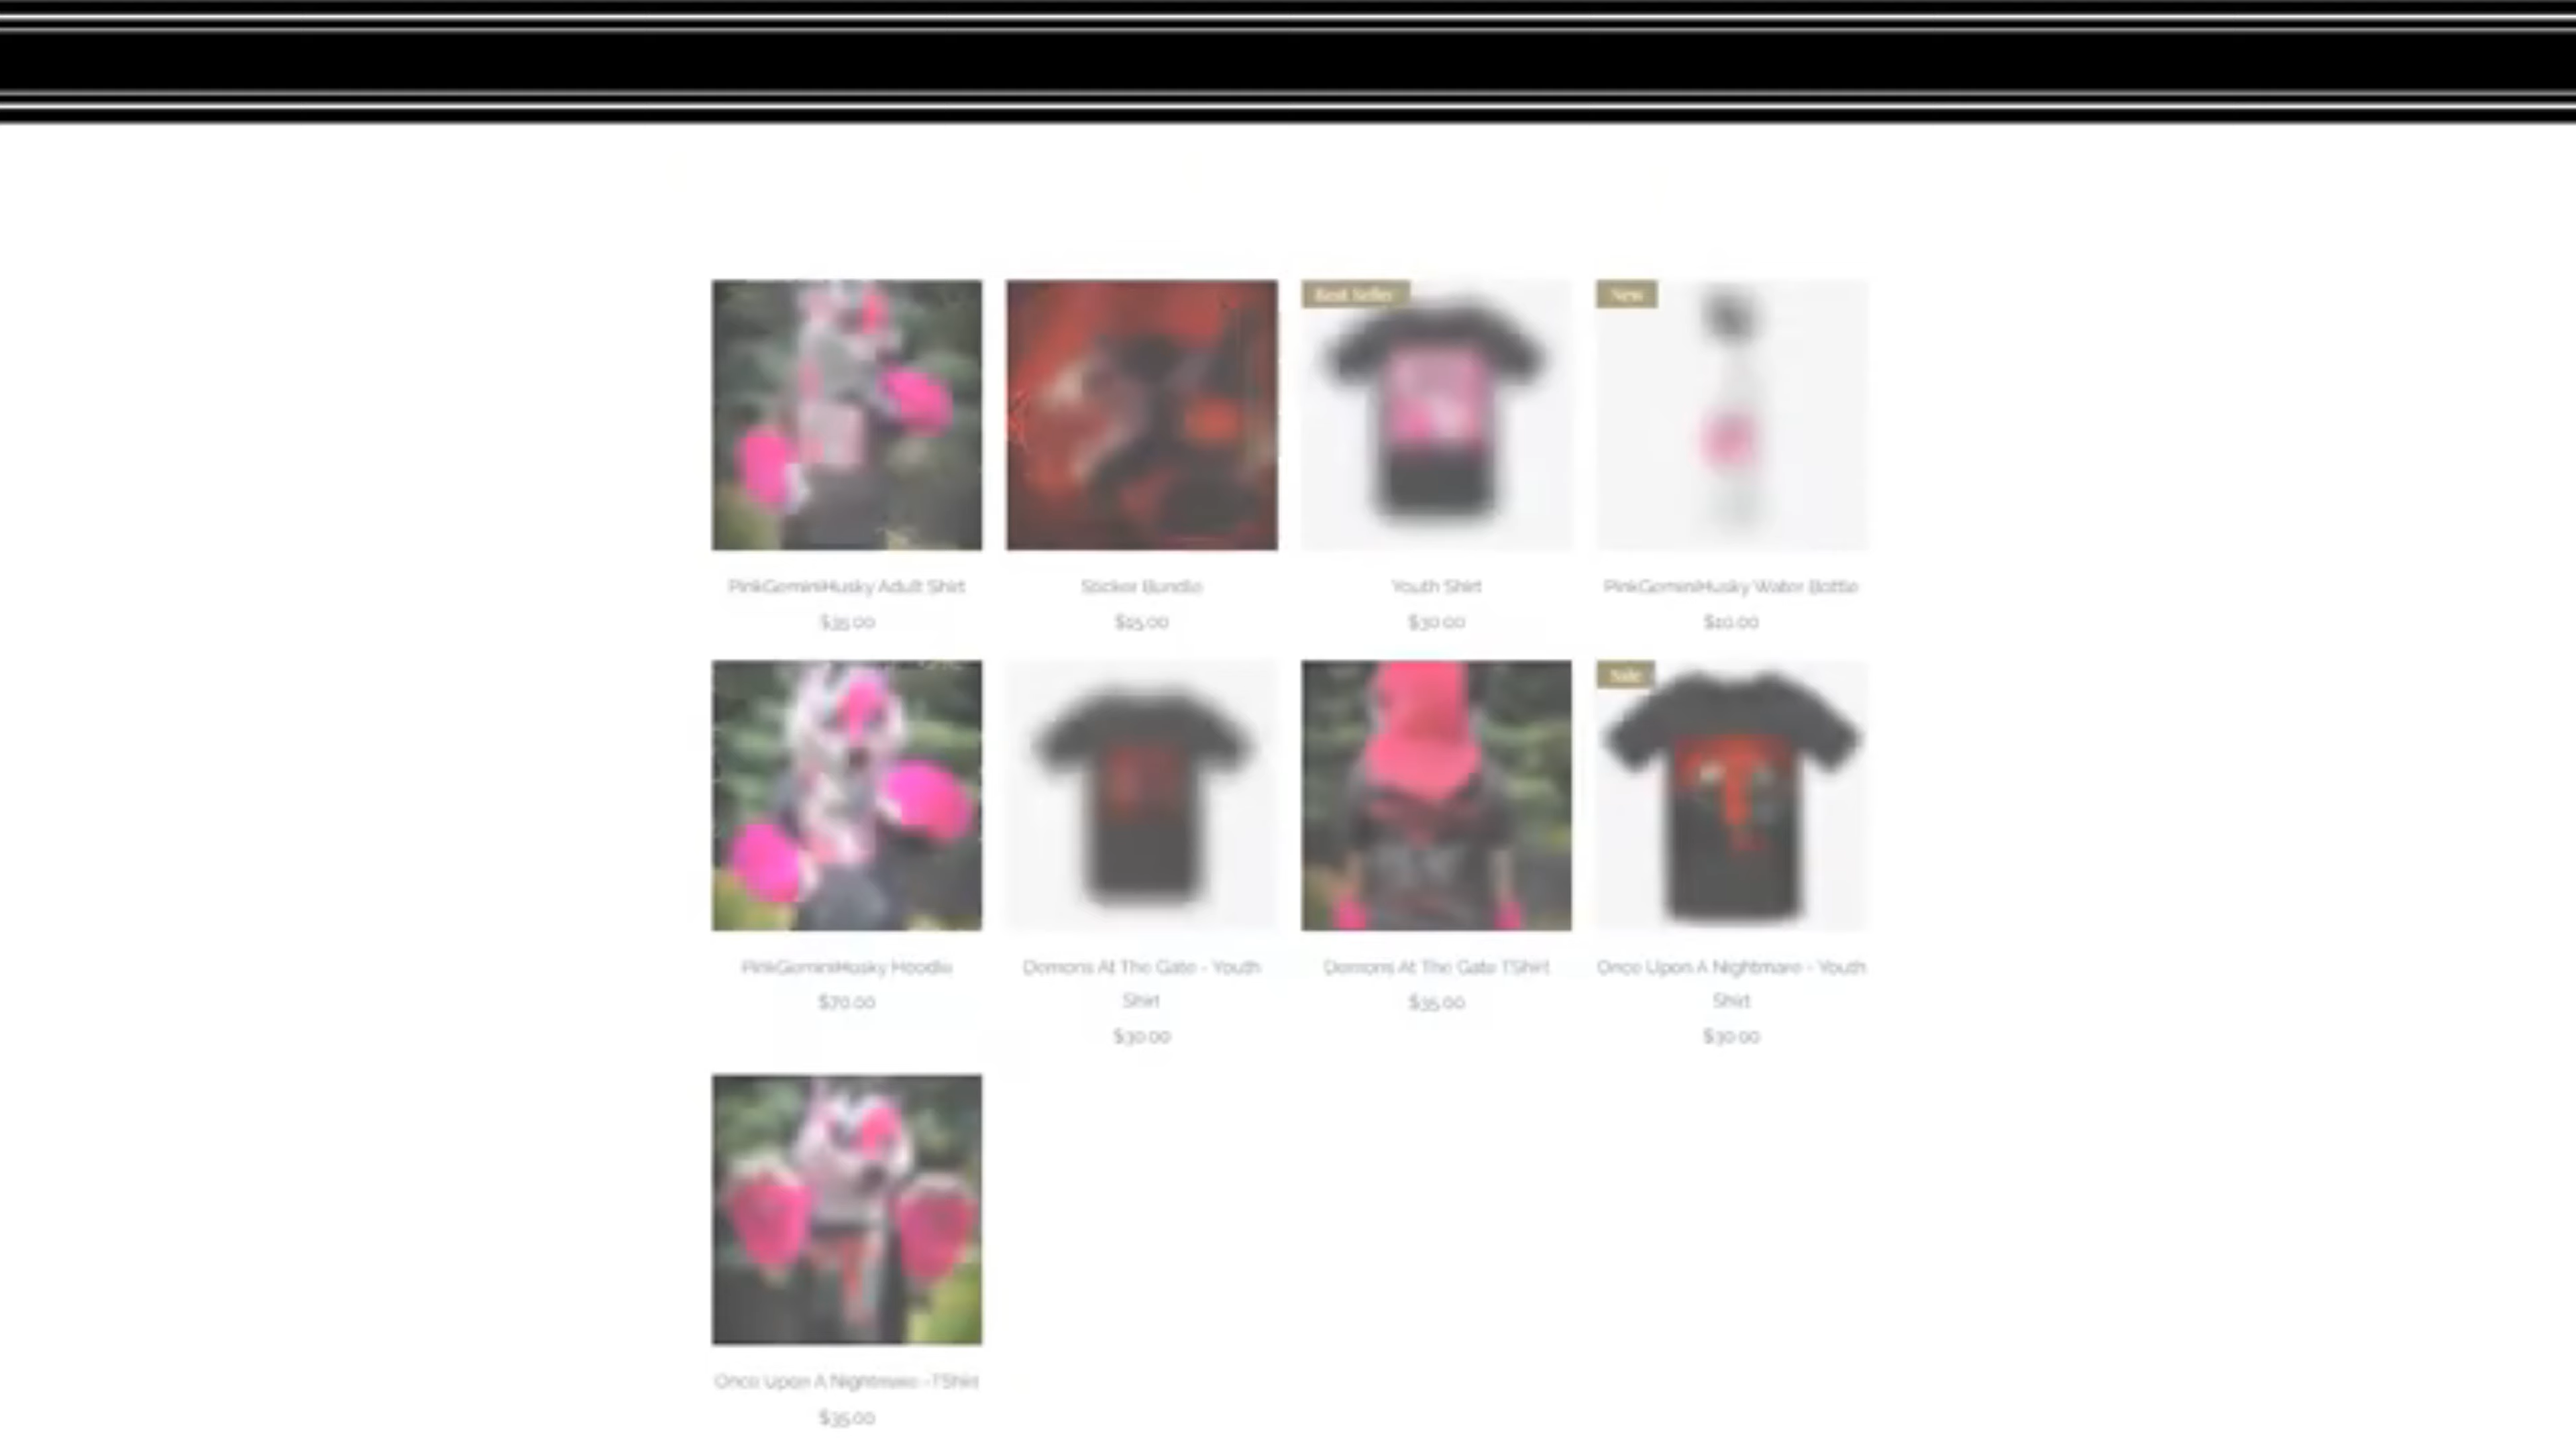 Best Seller
New
PinkGeminiHusky Adult Shirt
Sticker Bundle
Youth Shirt
PinkGeminiHusky Water Bottle
$35.00
$15.00
$30.00
$10.00
Sale
PinkGeminiHusky Hoodie
Demons At The Gate - Youth
Shirt
Demons At The Gate TShirt
Once Upon A Nightmare - Youth
Shirt
$70.00
$30.00
$35.00
$30.00
Once Upon A Nightmare - TShirt
$35.00